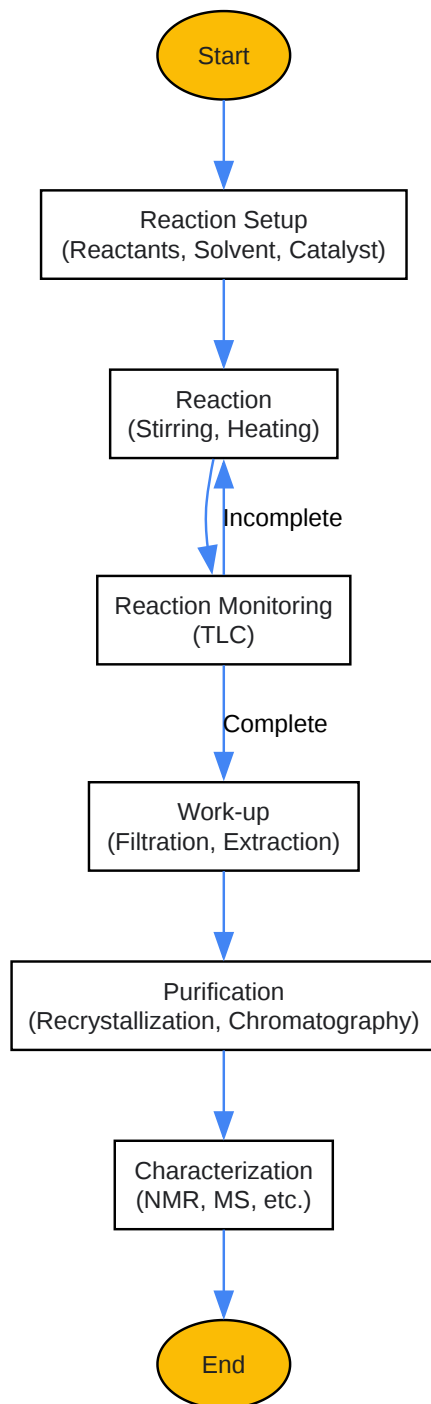 Start
Reaction Setup
(Reactants, Solvent, Catalyst)
Reaction
(Stirring, Heating)
Incomplete
Reaction Monitoring
(TLC)
Complete
Work-up
(Filtration, Extraction)
Purification
(Recrystallization, Chromatography)
Characterization
(NMR, MS, etc.)
End